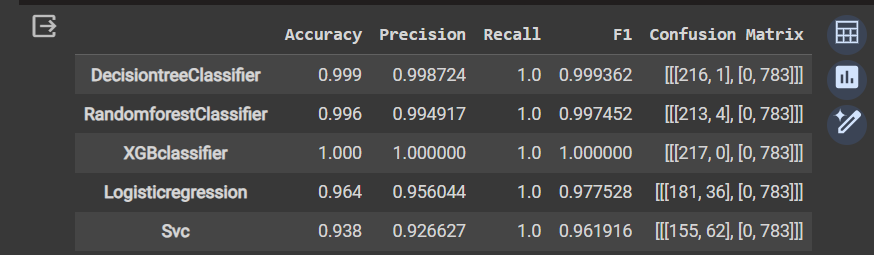 Accuracy Precision Recall F1 Confusion Matrix
DecisiontreeClassifier 0.999 0.998724 1.0 0.999362 [[[216, 1], [0, 783]]]
RandomforestClassifier 0.996 0.994917 1.0 0.997452 [[[213, 4], [0, 783]]]
XGBclassifier 1.000 1.000000 1.0 1.000000 [[[217, 0], [0, 783]]]
Logisticregression 0.964 0.956044 1.0 0.977528 [[[181, 36], [0, 783]]]
Svc 0.938 0.926627 1.0 0.961916 [[[155, 62], [0, 783]]]